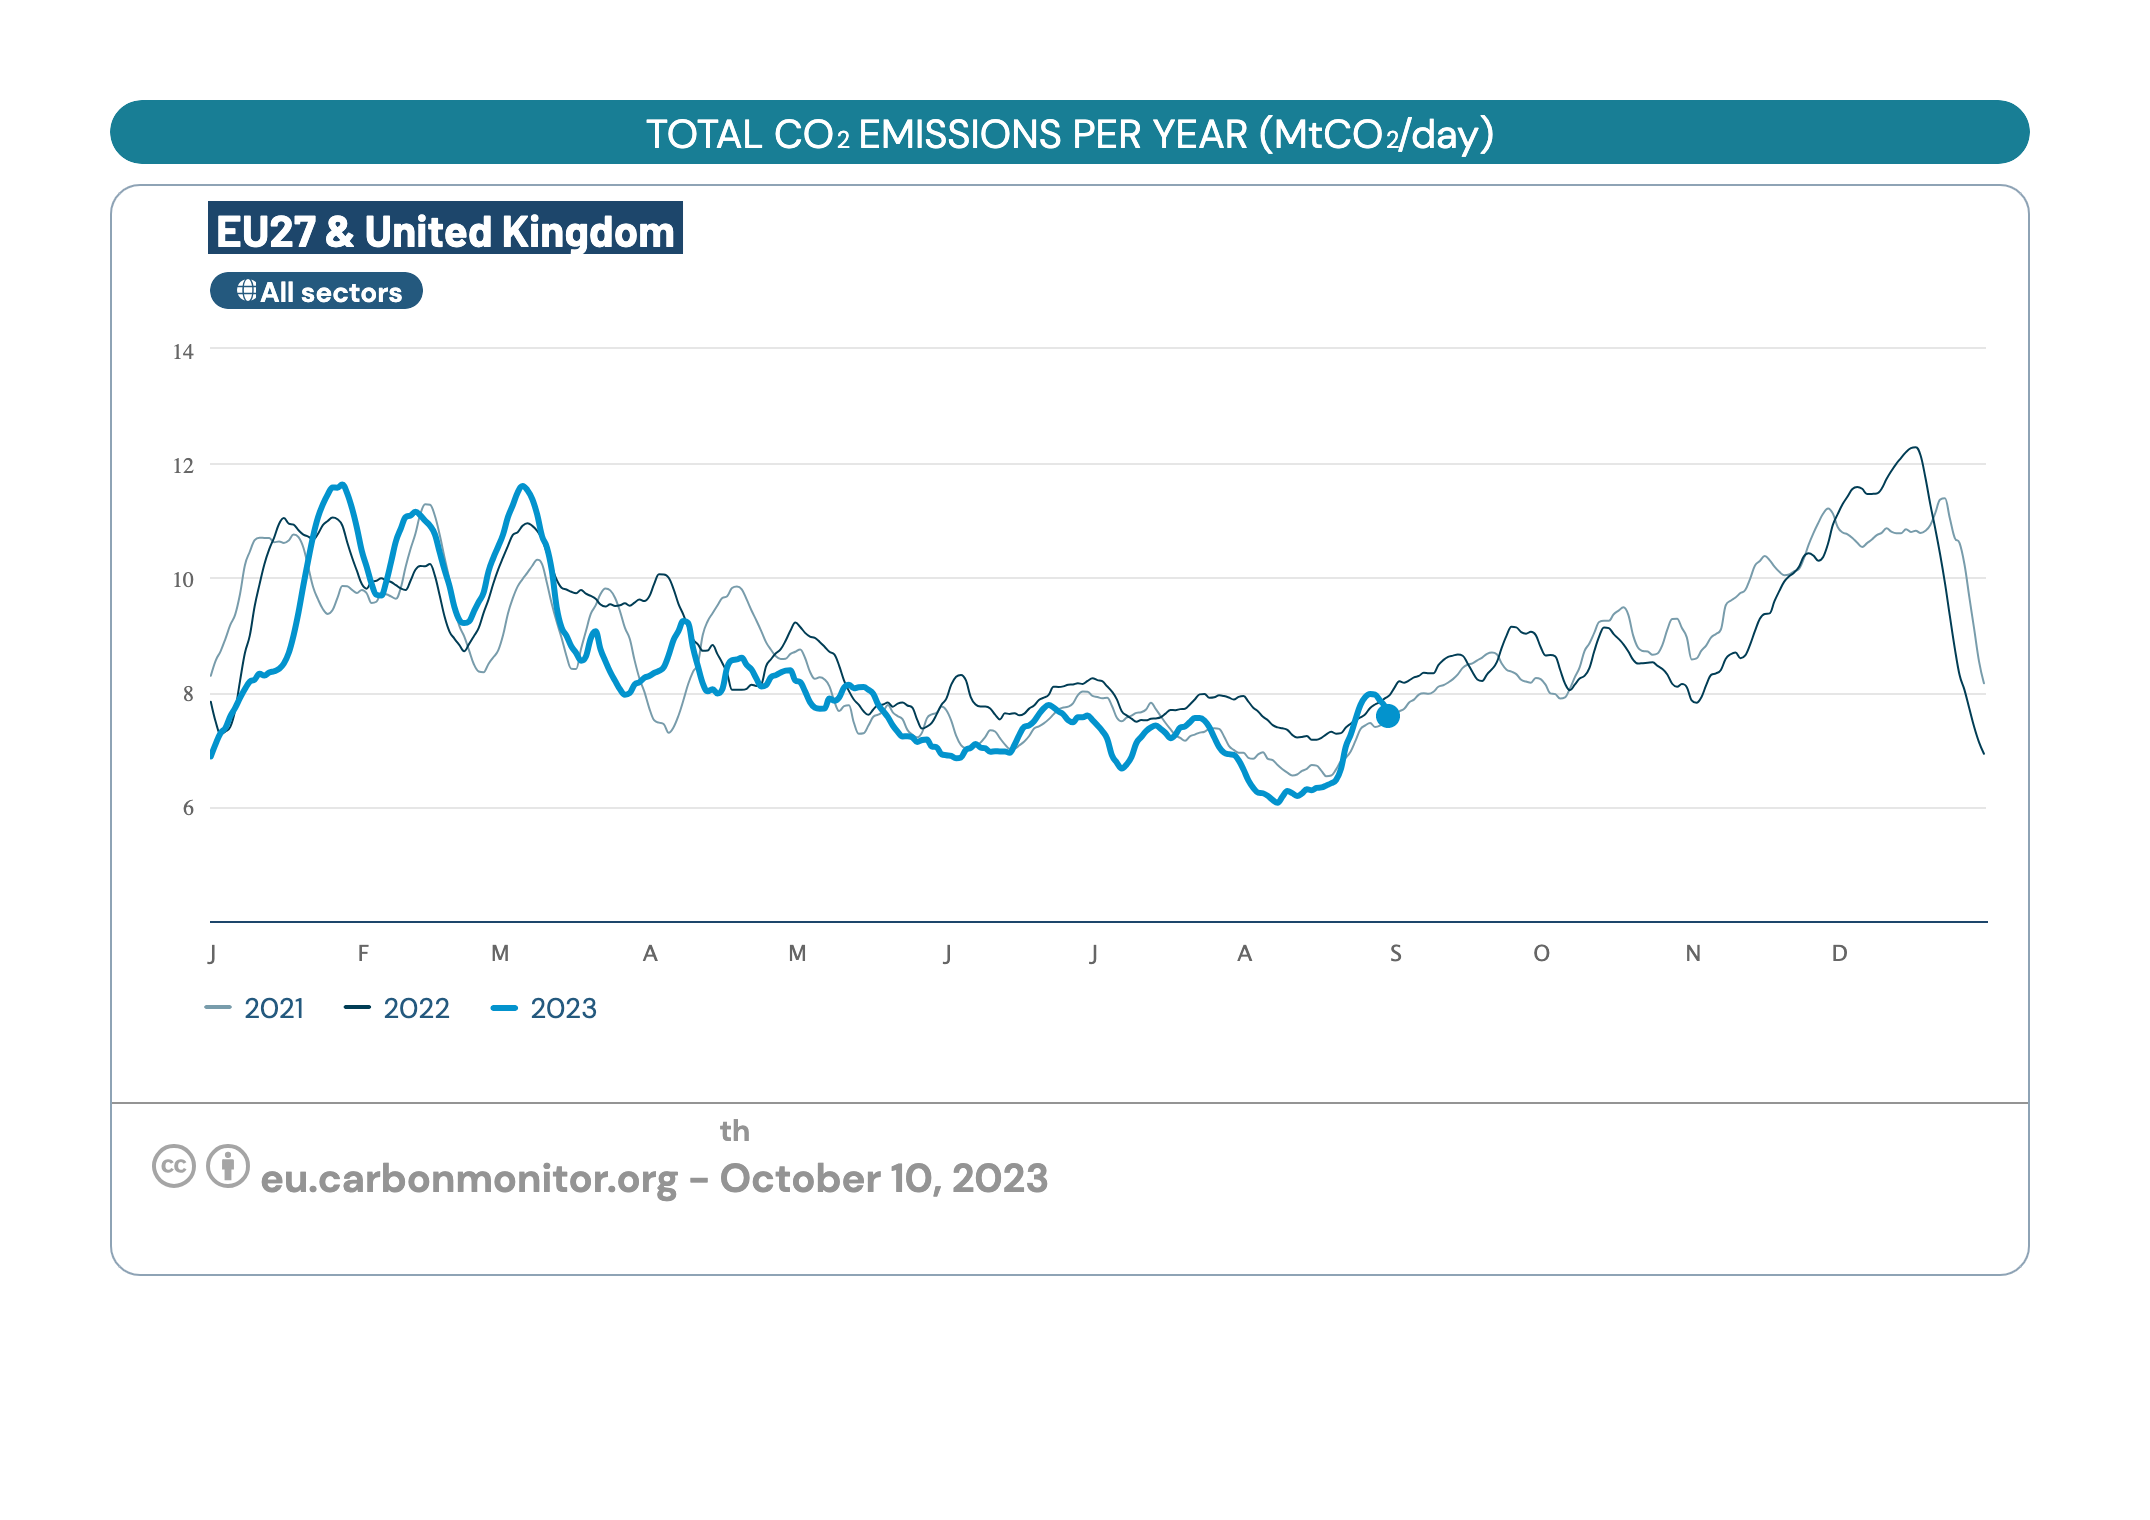 TOTAL CO₂ EMISSIONS PER YEAR (MtCO₂/day)
EU27 & United Kingdom
All sectors
14
12
10
8
6
J F M A M J J A S O N D
2021 2022 2023
th
cc eu.carbonmonitor.org - October 10, 2023